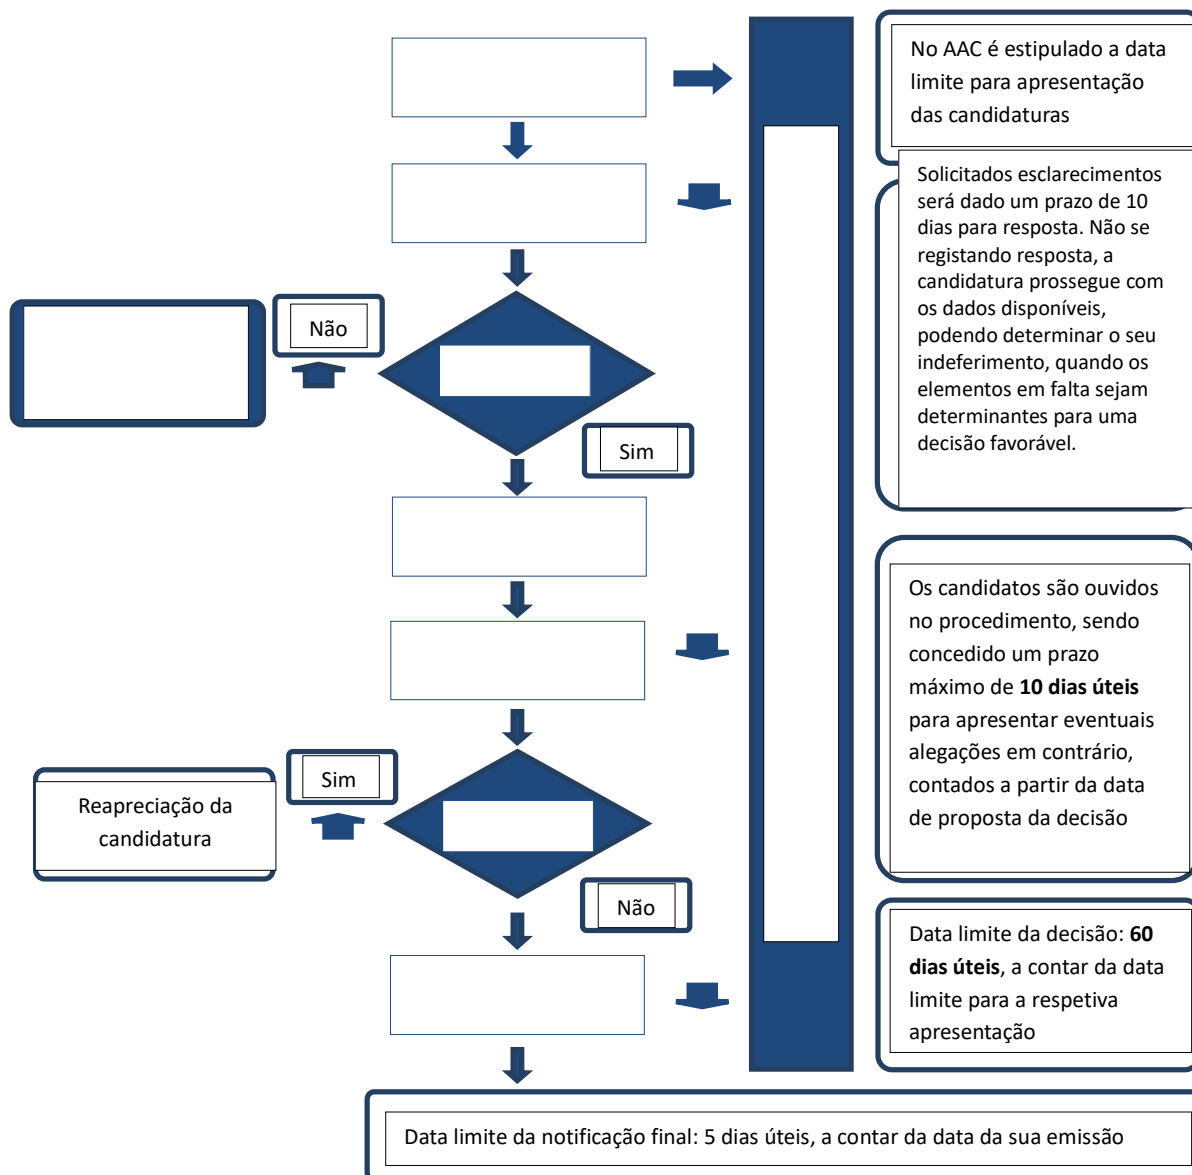 No AAC é estipulado a data
limite para apresentação
das candidaturas
Solicitados esclarecimentos
será dado um prazo de 10
dias para resposta. Não se
registando resposta, a
candidatura prossegue com
os dados disponíveis,
podendo determinar o seu
indeferimento, quando os
elementos em falta sejam
determinantes para uma
decisão favorável.
Não
Sim
Os candidatos são ouvidos
no procedimento, sendo
concedido um prazo
máximo de 10 dias úteis
para apresentar eventuais
alegações em contrário,
contados a partir da data
de proposta da decisão
Sim
Reapreciação da
candidatura
Não
Data limite da decisão: 60
dias úteis, a contar da data
limite para a respetiva
apresentação
Data limite da notificação final: 5 dias úteis, a contar da data da sua emissão